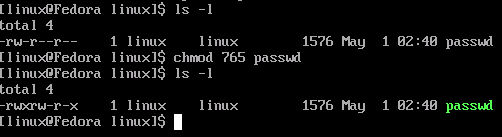 [linux@Fedora linux]$ ls -l
total 4
-rw-r--r-- 1 linux linux 1576 May 1 02:40 passwd
[linux@Fedora linux]$ chmod 765 passwd
[linux@Fedora linux]$ ls -l
total 4
-rwxrw-r-x 1 linux linux 1576 May 1 02:40 passwd
[linux@Fedora linux]$